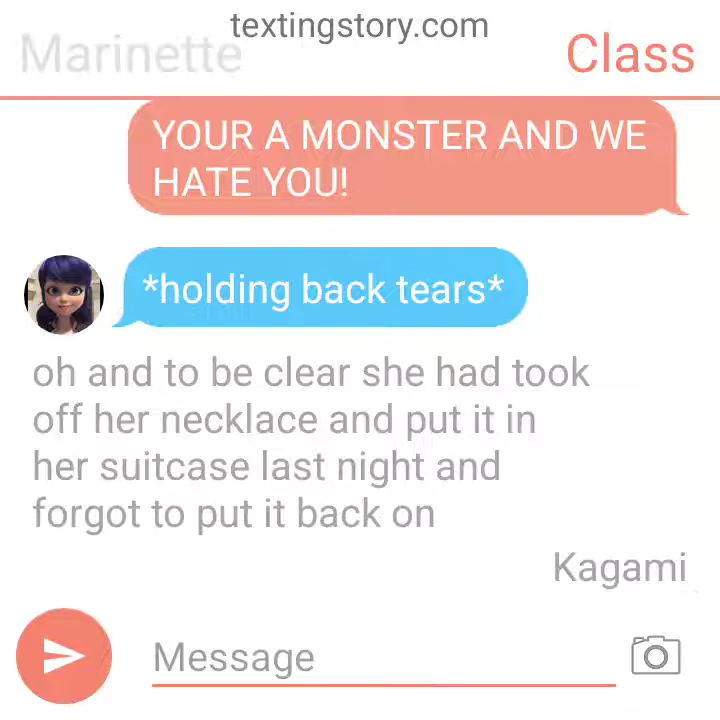 textingstory.com
Marinette
Class
YOUR A MONSTER AND WE
HATE YOU!
*holding back tears*
oh and to be clear she had took
off her necklace and put it in
her suitcase last night and
forgot to put it back on
Kagami
Message